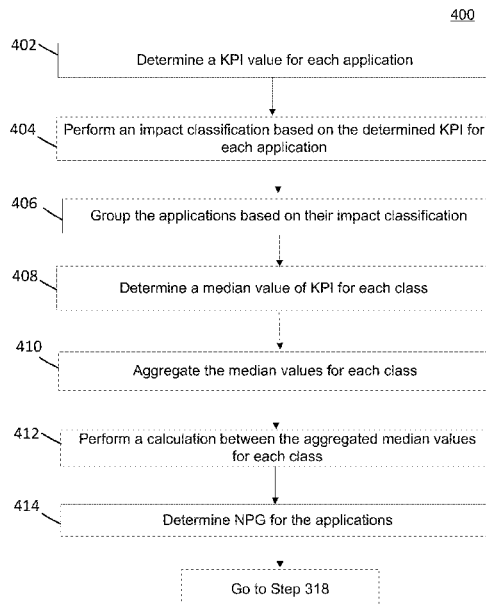 400
402
Determine a KPI value for each application
404
Perform an impact classification based on the determined KPI for
each application
406
Group the applications based on their impact classification
408
Determine a median value of KPI for each class
410
Aggregate the median values for each class
412
Perform a calculation between the aggregated median values
for each class
414
Determine NPG for the applications
Go to Step 318